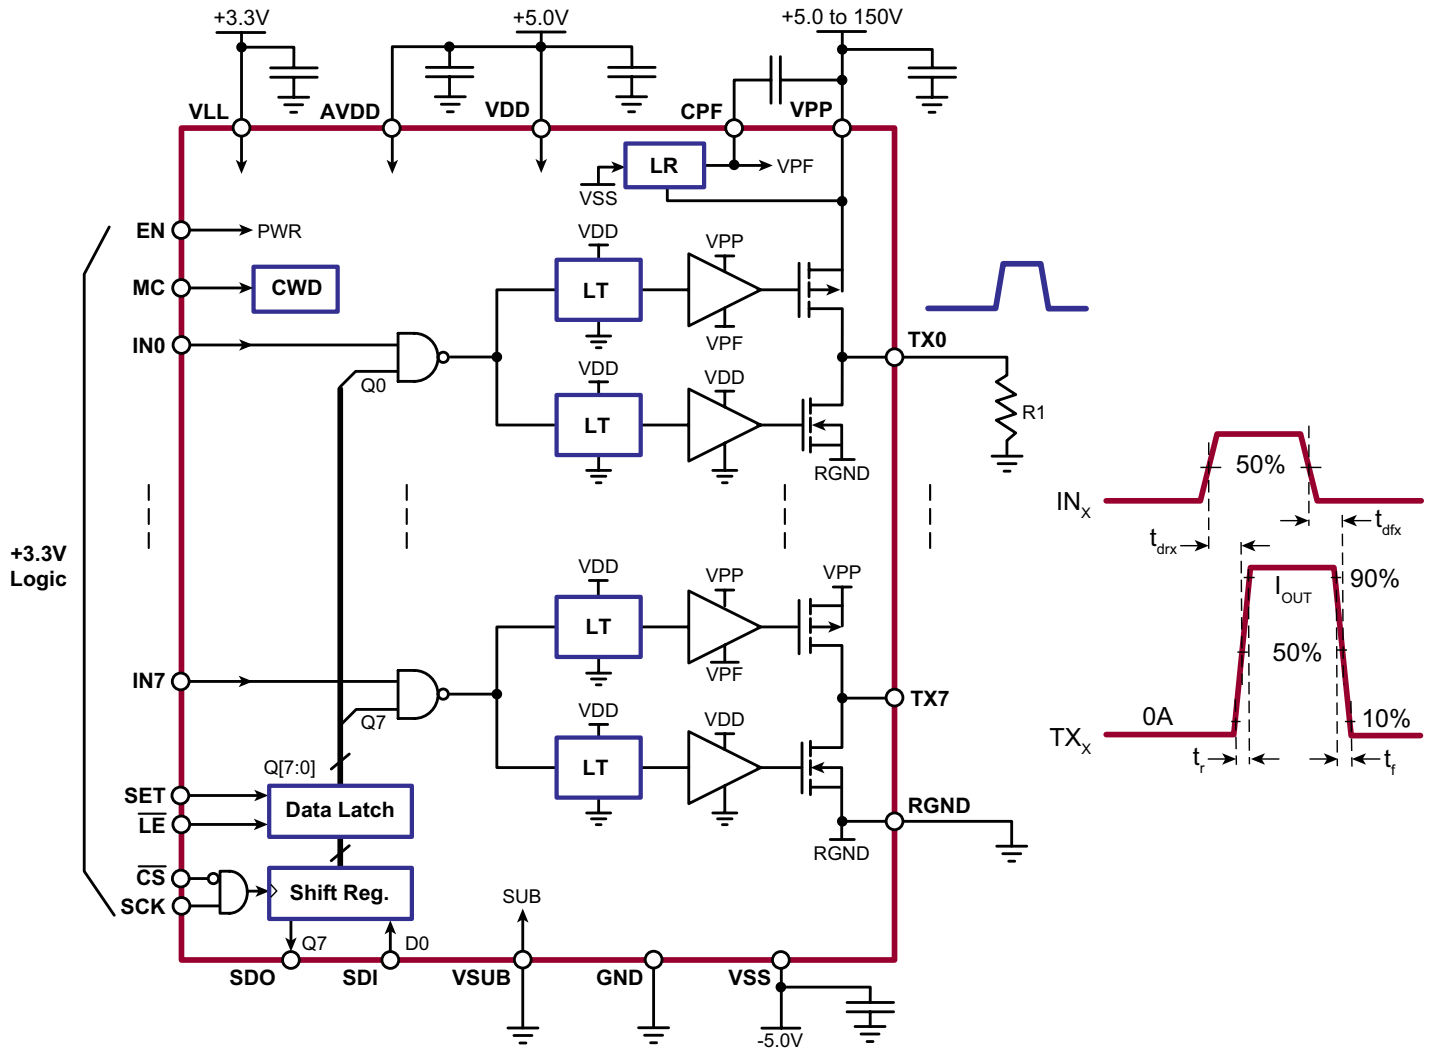 +3.3V
+5.0V
+5.0 to 150V
VLL
AVDD
VDD
CPF
VPP
LR
VPF
VSS
EN
PWR
MC
CWD
IN0
Q0
VDD
LT
VPP
VPF
TX0
VDD
LT
VDD
RGND
R1
+3.3V
Logic
VDD
LT
VPP
VPF
VPP
IN7
Q7
TX7
VDD
LT
VDD
RGND
RGND
Q[7:0]
SET
LE
Data Latch
CS
SCK
Shift Reg.
Q7
D0
SUB
SDO
SDI
VSUB
GND
VSS
-5.0V
INX
50%
tdrx
tdfx
IOUT
90%
50%
0A
10%
TXX
tr
tf